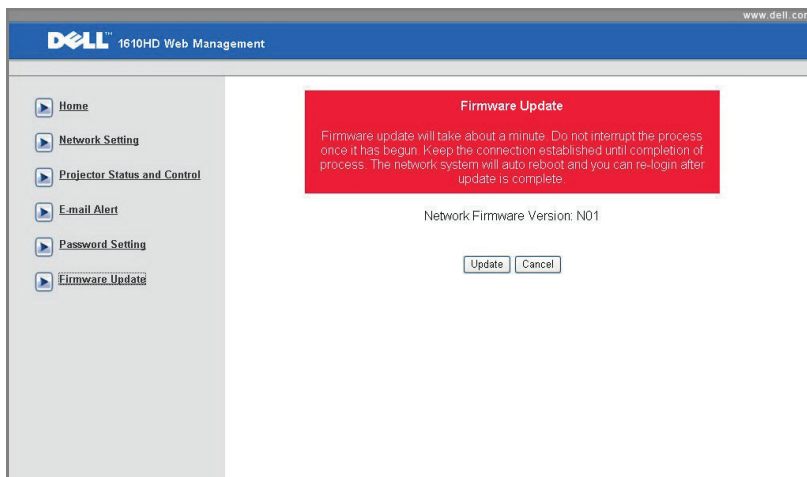 www.dell.com
DELL™ 1610HD Web Management
Home
Network Setting
Projector Status and Control
E-mail Alert
Password Setting
Firmware Update
Firmware Update
Firmware update will take about a minute. Do not interrupt the process
once it has begun. Keep the connection established until completion of
process. The network system will auto reboot and you can re-login after
update is complete.
Network Firmware Version: N01
Update Cancel